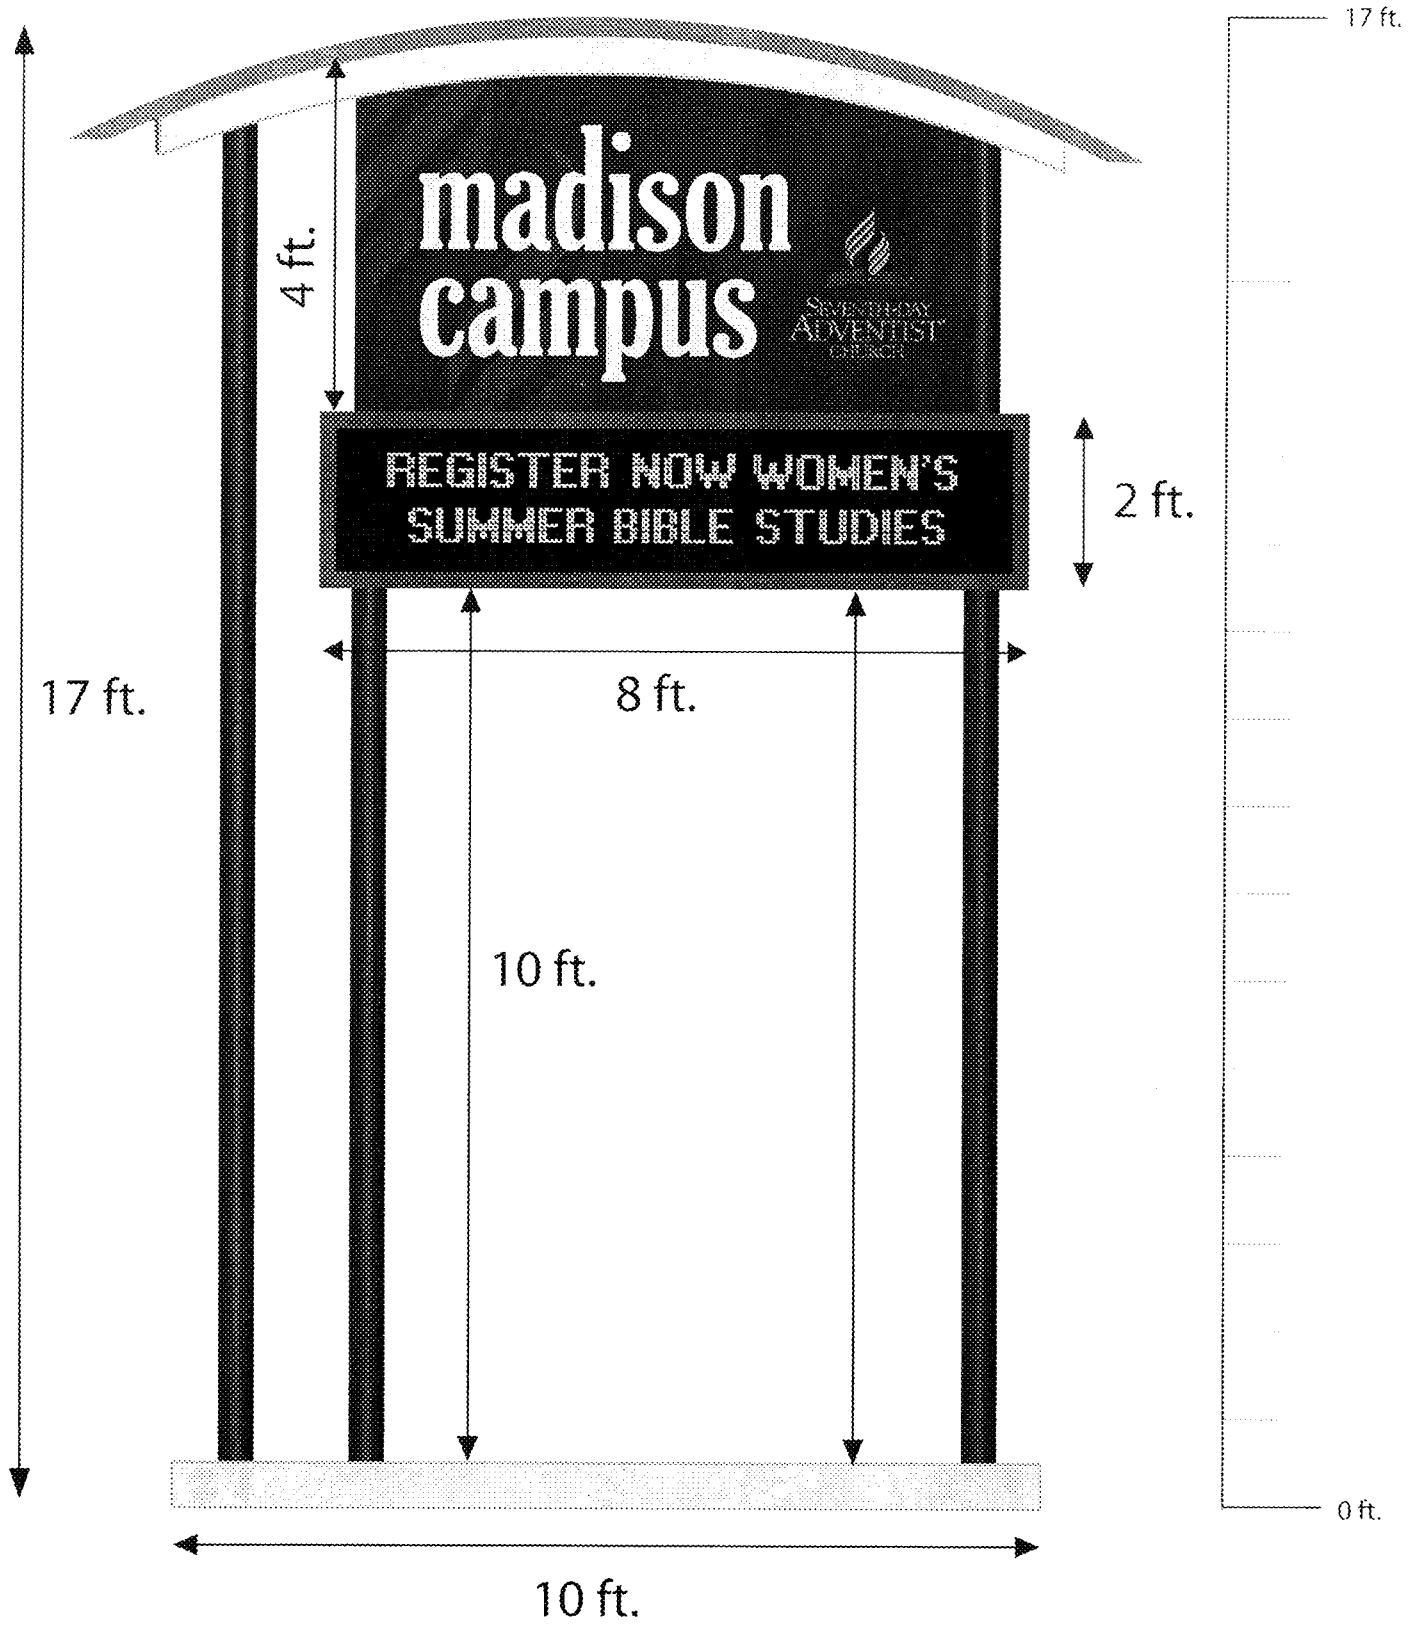 17 ft.
madison
campus
SEVENTH-DAY
ADVENTIST
CHURCH
4 ft.
REGISTER NOW WOMEN'S
SUMMER BIBLE STUDIES
2 ft.
8 ft.
17 ft.
10 ft.
0 ft.
10 ft.